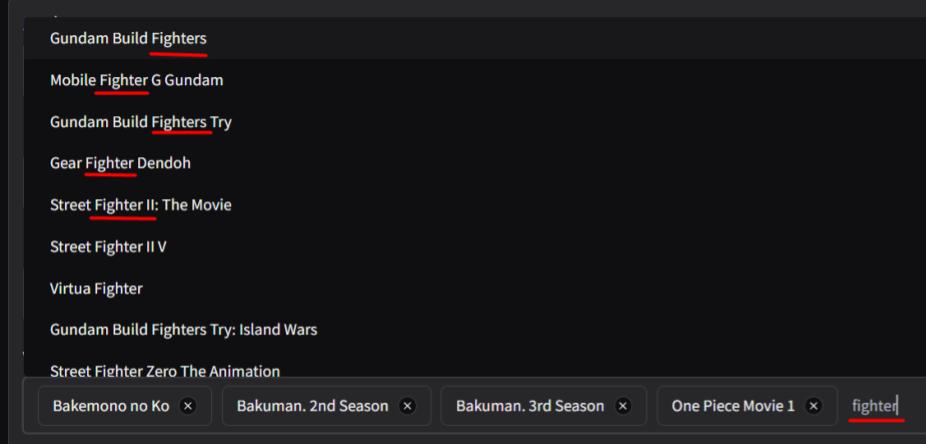 Gundam Build Fighters
Mobile Fighter G Gundam
Gundam Build Fighters Try
Gear Fighter Dendoh
Street Fighter II: The Movie
Street Fighter II V
Virtua Fighter
Gundam Build Fighters Try: Island Wars
Street Fighter Zero The Animation
Bakemono no Ko × Bakuman. 2nd Season × Bakuman. 3rd Season × One Piece Movie 1 × fighter